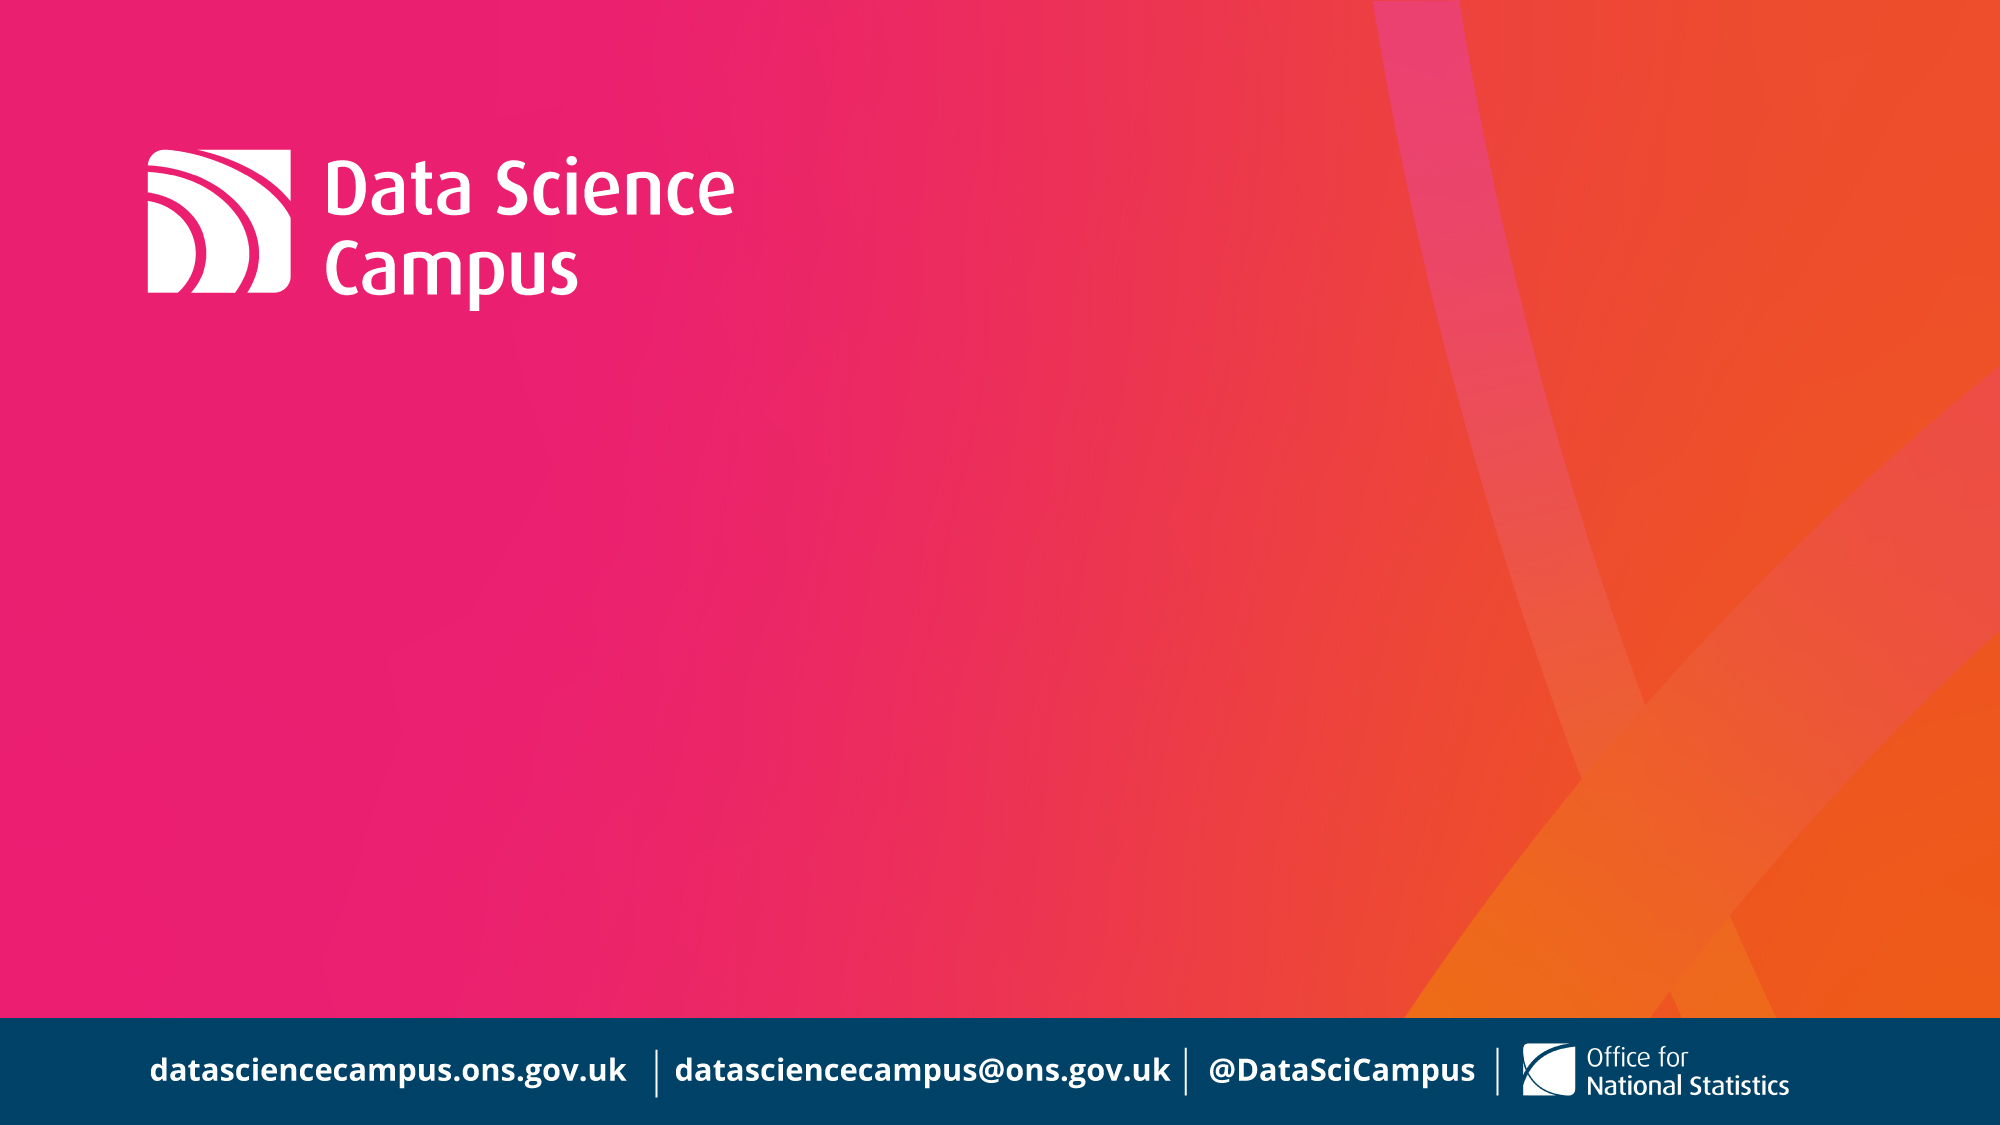 Data Science
Campus
datasciencecampus.ons.gov.uk
datasciencecampus@ons.gov.uk
@DataSciCampus
Office for
National Statistics